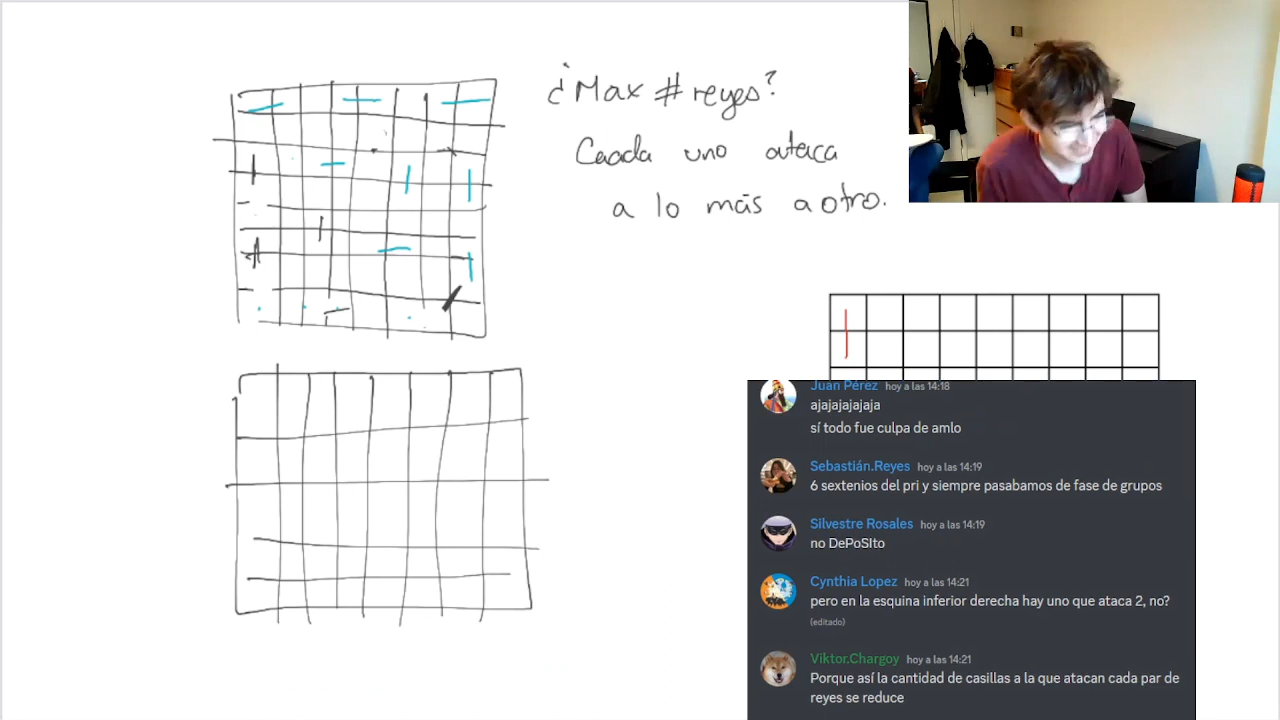 ¿Max # reyes?
Caada uno ataca
a lo más a otro.
Juan Pérez hoy a las 14:18
ajajajajajaja
sí todo fue culpa de amlo
Sebastián.Reyes hoy a las 14:19
6 sextenios del pri y siempre pasabamos de fase de grupos
Silvestre Rosales hoy a las 14:19
no DePoSIto
Cynthia Lopez hoy a las 14:21
pero en la esquina inferior derecha hay uno que ataca 2, no?
(editado)
Viktor.Chargoy hoy a las 14:21
Porque así la cantidad de casillas a la que atacan cada par de
reyes se reduce